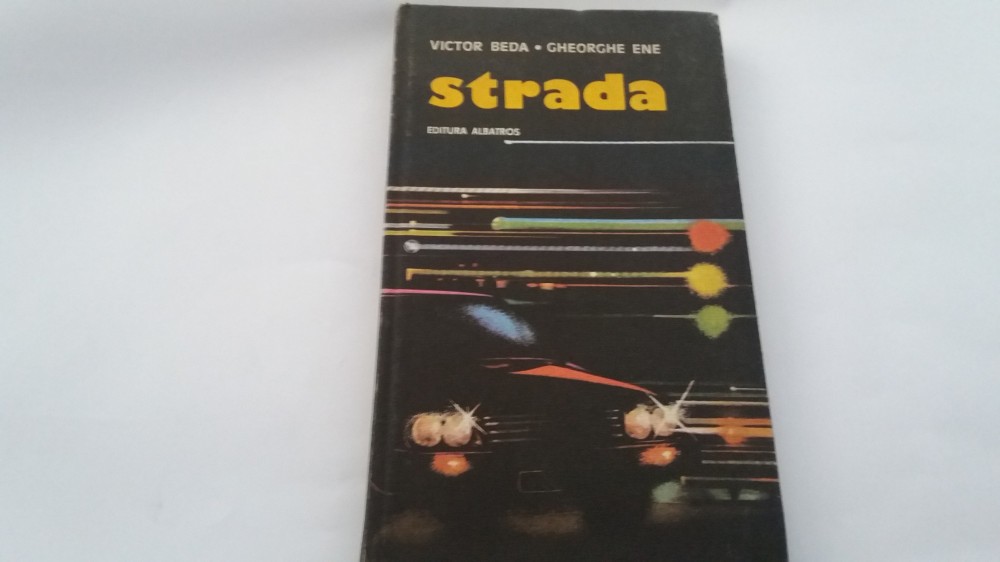 VICTOR BEDA • GHEORGHE ENE
strada
EDITURA ALBATROS